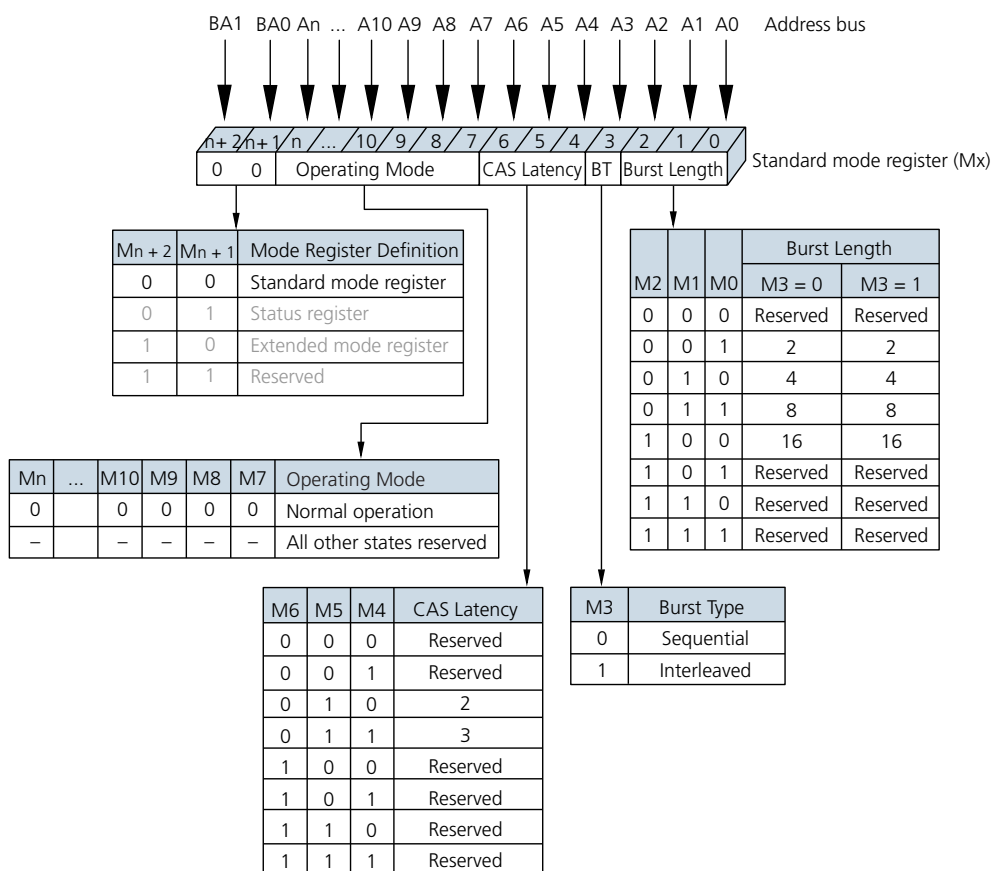 BA1 BA0 An ... A10 A9 A8 A7 A6 A5 A4 A3 A2 A1 A0 Address bus
n+ 2 n+ 1 n ... 10 9 8 7 6 5 4 3 2 1 0
Standard mode register (Mx)
0 0 Operating Mode CAS Latency BT Burst Length
Mn + 2 Mn + 1 Mode Register Definition
0 0 Standard mode register
0 1 Status register
1 0 Extended mode register
1 1 Reserved
Burst Length
M2 M1 M0 M3 = 0 M3 = 1
0 0 0 Reserved Reserved
0 0 1 2 2
0 1 0 4 4
0 1 1 8 8
1 0 0 16 16
1 0 1 Reserved Reserved
1 1 0 Reserved Reserved
1 1 1 Reserved Reserved
Mn ... M10 M9 M8 M7 Operating Mode
0 0 0 0 0 Normal operation
– – – – – All other states reserved
M6 M5 M4 CAS Latency
0 0 0 Reserved
0 0 1 Reserved
0 1 0 2
0 1 1 3
1 0 0 Reserved
1 0 1 Reserved
1 1 0 Reserved
1 1 1 Reserved
M3 Burst Type
0 Sequential
1 Interleaved